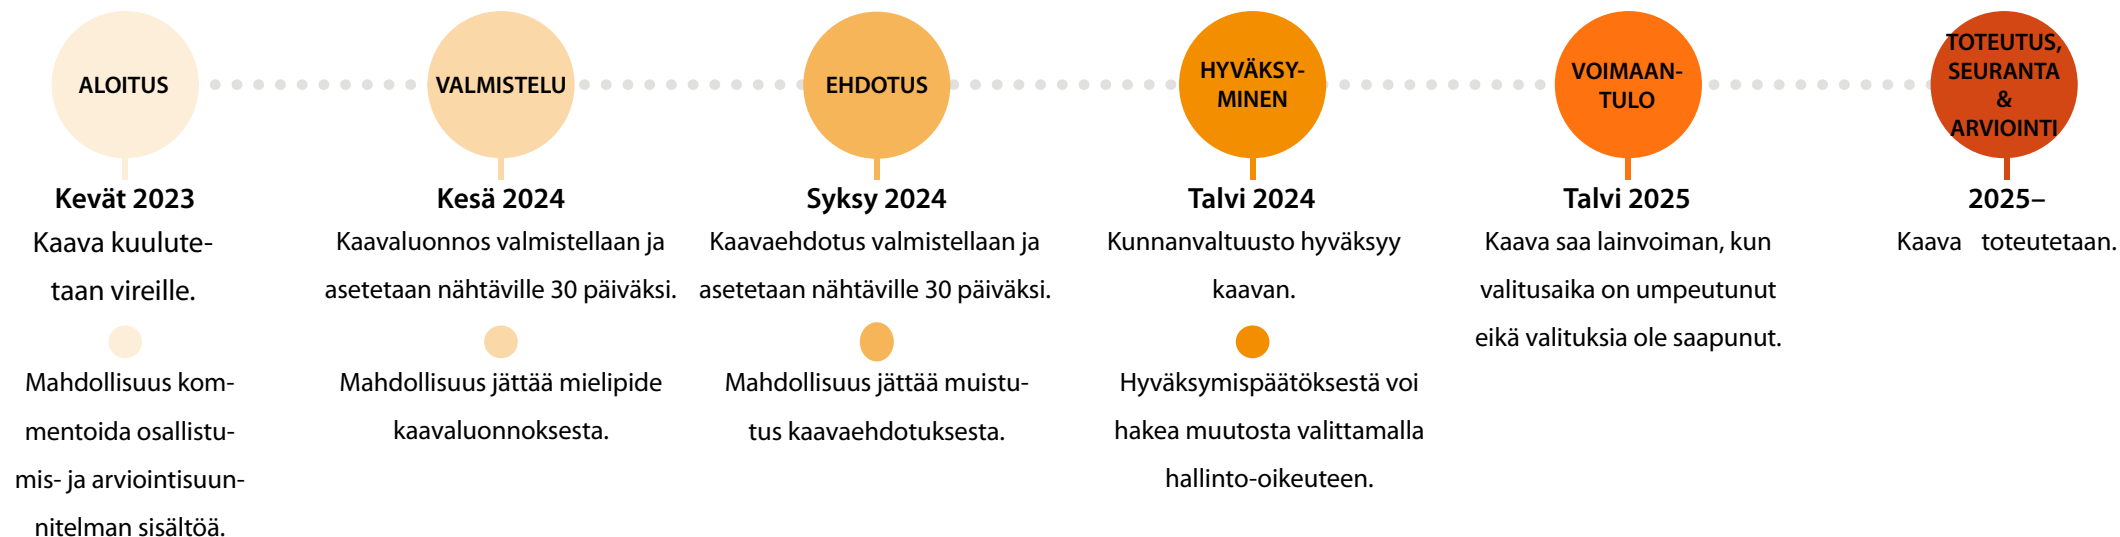 ALOITUS
Kevät 2023
Kaava kuulute-
taan vireille.
Mahdollisuus kom-
mentoida osallistu-
mis- ja arviointisuun-
nitelman sisältöä.
VALMISTELU
Kesä 2024
Kaavaluonnos valmistellaan ja
asetetaan nähtäville 30 päiväksi.
Mahdollisuus jättää mielipide
kaavaluonnoksesta.
EHDOTUS
Syksy 2024
Kaavaehdotus valmistellaan ja
asetetaan nähtäville 30 päiväksi.
Mahdollisuus jättää muistu-
tus kaavaehdotuksesta.
HYVÄKSY-
MINEN
Talvi 2024
Kunnanvaltuusto hyväksyy
kaavan.
Hyväksymispäätöksestä voi
hakea muutosta valittamalla
hallinto-oikeuteen.
VOIMAAN-
TULO
Talvi 2025
Kaava saa lainvoiman, kun
valitusaika on umpeutunut
eikä valituksia ole saapunut.
TOTEUTUS,
SEURANTA
&
ARVIOINTI
2025–
Kaava toteutetaan.